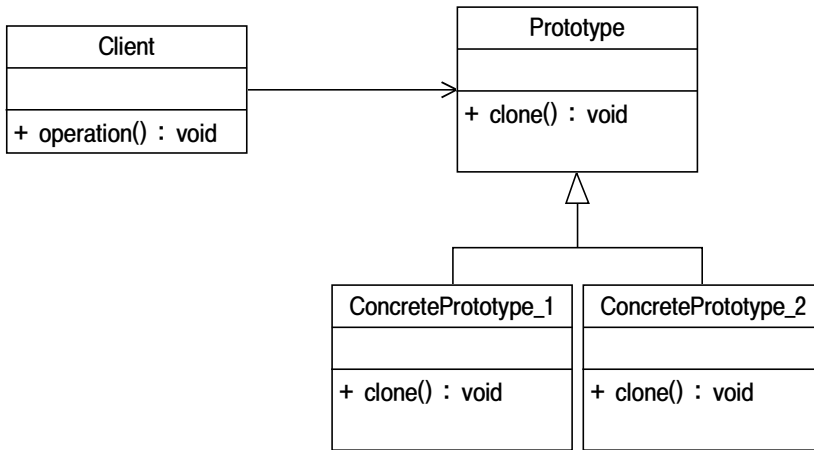 Client
+ operation() : void
Prototype
+ clone() : void
ConcretePrototype_1
+ clone() : void
ConcretePrototype_2
+ clone() : void